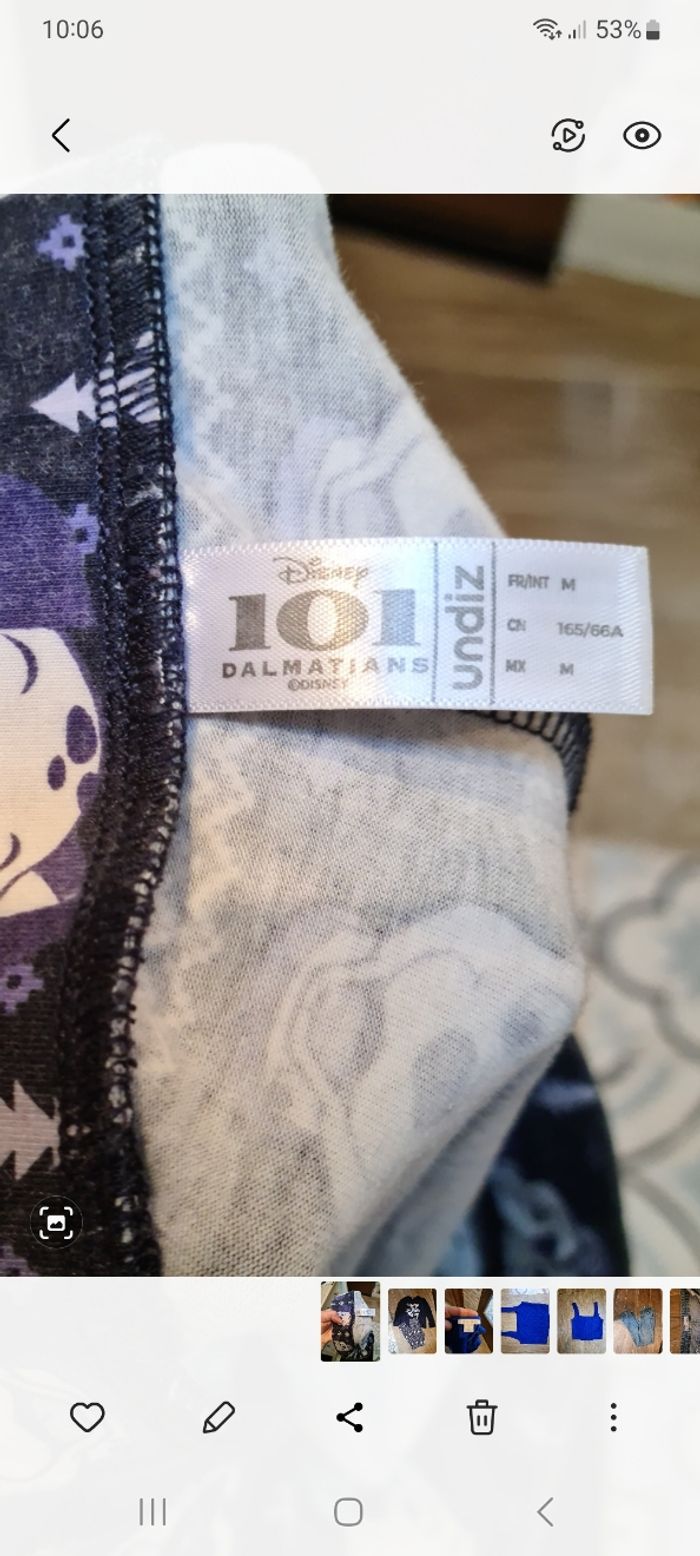 10:06
53%
Disney
101
DALMATIANS
©DISNEY
undiz
FR/INT M
CN 165/66A
MX M